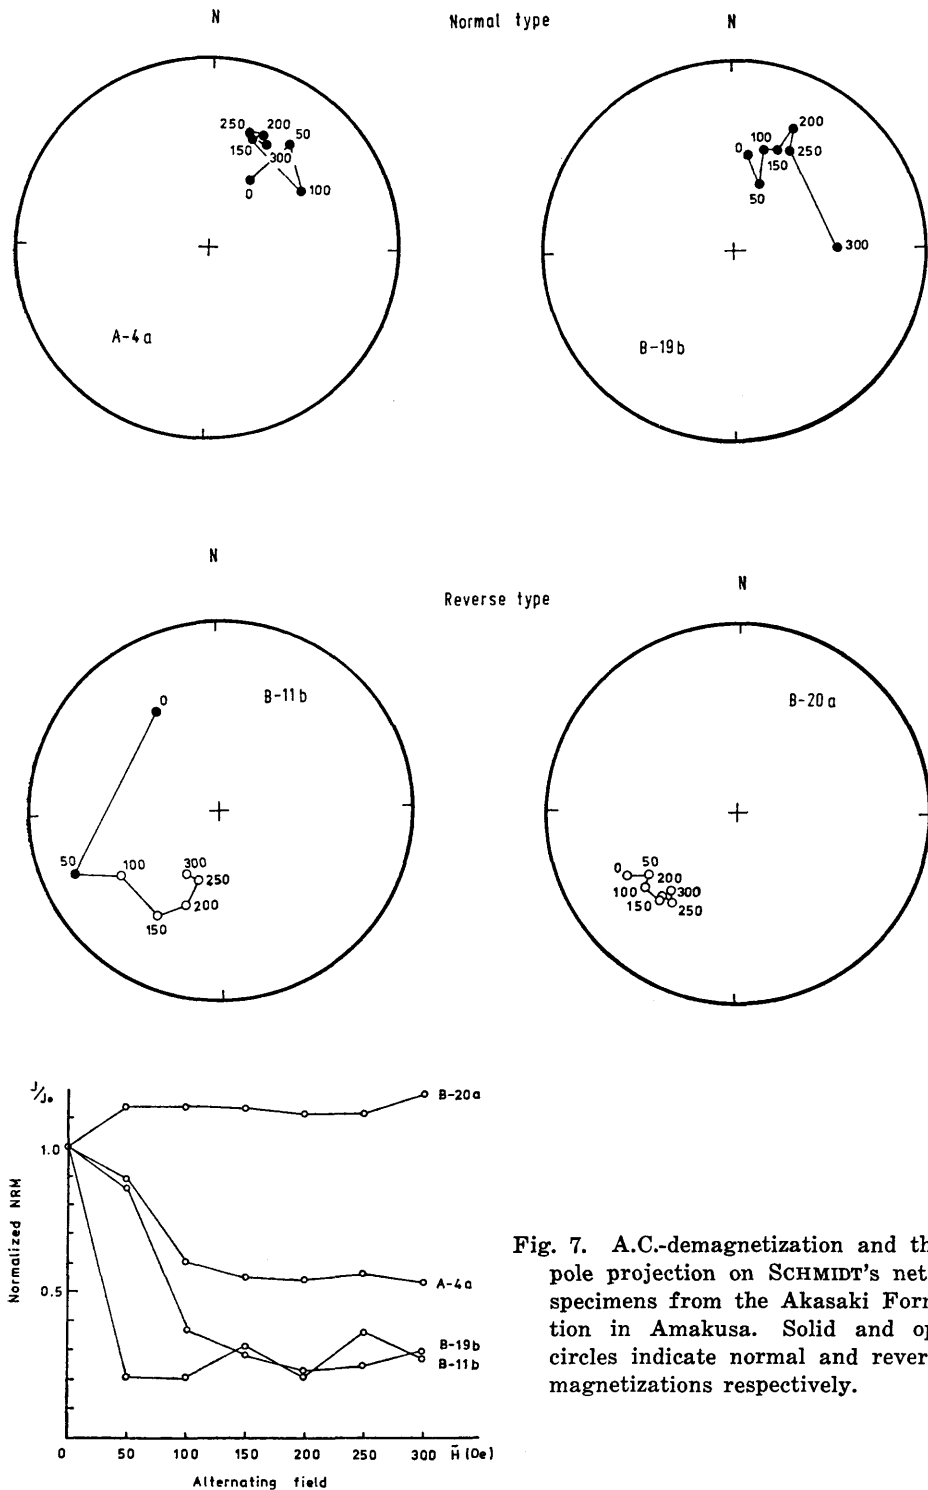 Normal type
N
N
250
200
50
150
300
100
0
A-4a
200
100
0
250
150
50
300
B-19b
Reverse type
N
N
B-11b
0
50
100
300
250
200
150
B-20a
0
50
200
100
300
150
250
J/J₀
B-20a
1.0
Normalized NRM
A-4a
0.5
B-19b
B-11b
0 50 100 150 200 250 300 H̄ (Oe)
Alternating field
Fig. 7. A.C.-demagnetization and th
pole projection on SCHMIDT's net
specimens from the Akasaki For
tion in Amakusa. Solid and op
circles indicate normal and rever
magnetizations respectively.